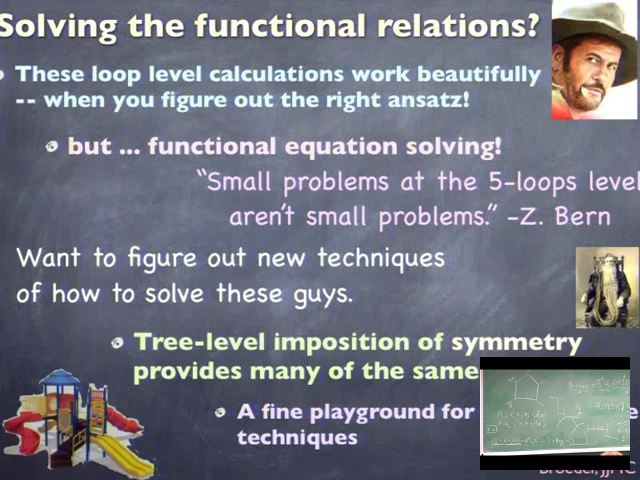 Solving the functional relations?
These loop level calculations work beautifully
-- when you figure out the right ansatz!
but ... functional equation solving!
“Small problems at the 5-loops level
aren’t small problems.” -Z. Bern
Want to figure out new techniques
of how to solve these guys.
Tree-level imposition of symmetry
provides many of the same
A fine playground for
techniques